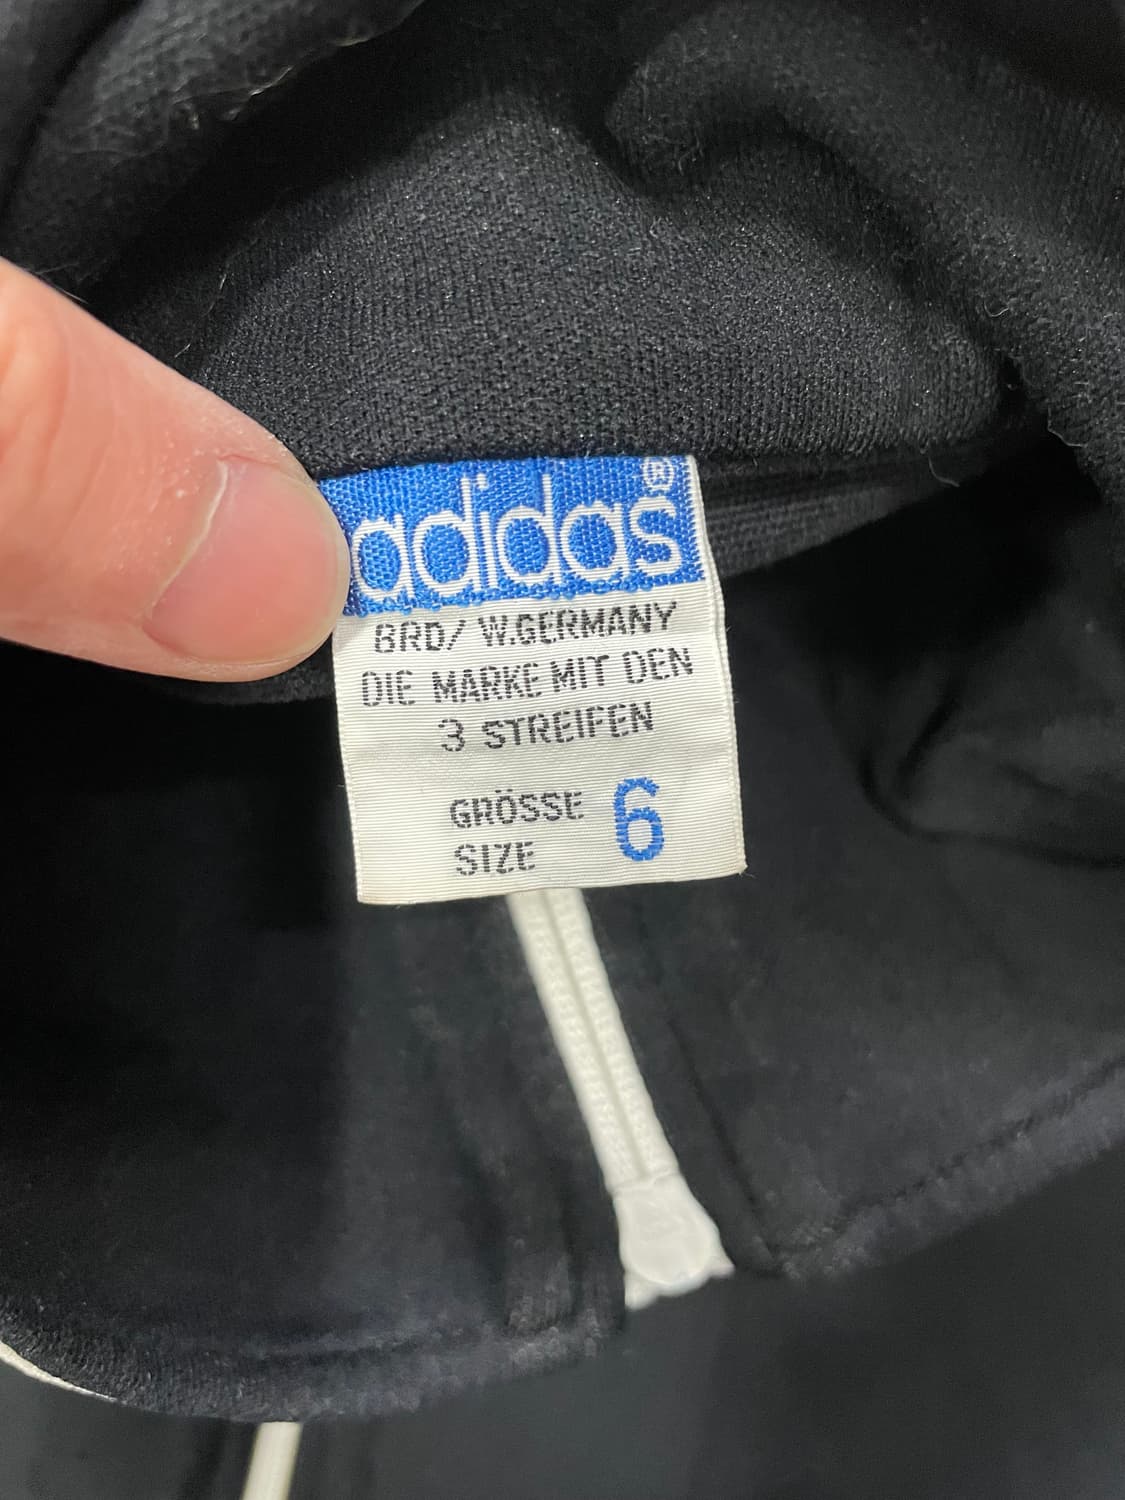 adidas®
BRD/ W.GERMANY
DIE MARKE MIT DEN
3 STREIFEN
GRÖSSE 6
SIZE